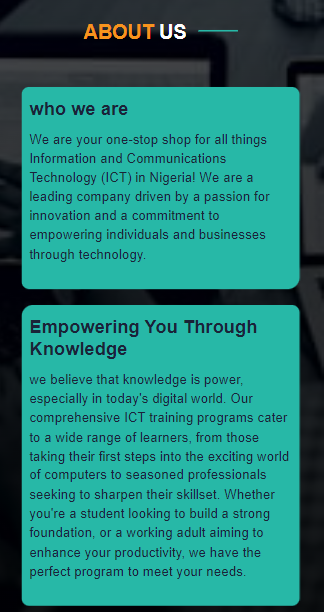 ABOUT US
who we are
We are your one-stop shop for all things
Information and Communications
Technology (ICT) in Nigeria! We are a
leading company driven by a passion for
innovation and a commitment to
empowering individuals and businesses
through technology.
Empowering You Through
Knowledge
we believe that knowledge is power,
especially in today's digital world. Our
comprehensive ICT training programs cater
to a wide range of learners, from those
taking their first steps into the exciting world
of computers to seasoned professionals
seeking to sharpen their skillset. Whether
you're a student looking to build a strong
foundation, or a working adult aiming to
enhance your productivity, we have the
perfect program to meet your needs.